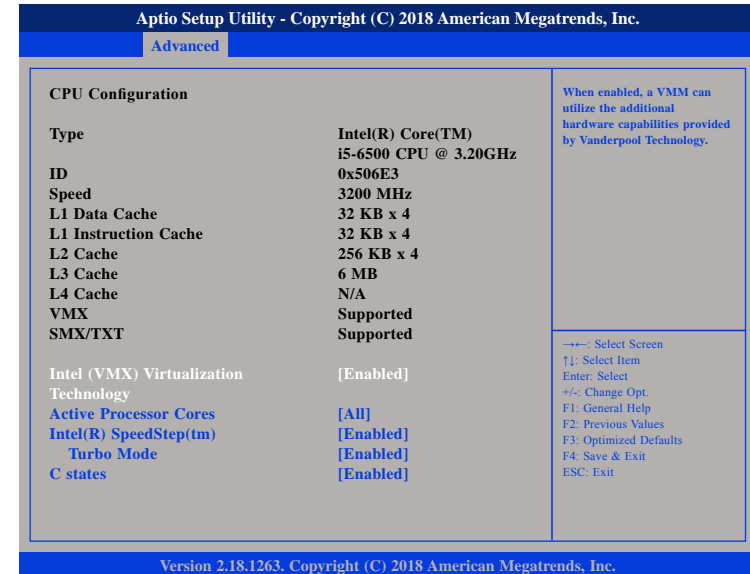 Aptio Setup Utility - Copyright (C) 2018 American Megatrends, Inc.
Advanced
CPU Configuration
Type Intel(R) Core(TM)
i5-6500 CPU @ 3.20GHz
ID 0x506E3
Speed 3200 MHz
L1 Data Cache 32 KB x 4
L1 Instruction Cache 32 KB x 4
L2 Cache 256 KB x 4
L3 Cache 6 MB
L4 Cache N/A
VMX Supported
SMX/TXT Supported
Intel (VMX) Virtualization [Enabled]
Technology
Active Processor Cores [All]
Intel(R) SpeedStep(tm) [Enabled]
Turbo Mode [Enabled]
C states [Enabled]
When enabled, a VMM can
utilize the additional
hardware capabilities provided
by Vanderpool Technology.
→←: Select Screen
↑↓: Select Item
Enter: Select
+/-: Change Opt.
F1: General Help
F2: Previous Values
F3: Optimized Defaults
F4: Save & Exit
ESC: Exit
Version 2.18.1263. Copyright (C) 2018 American Megatrends, Inc.